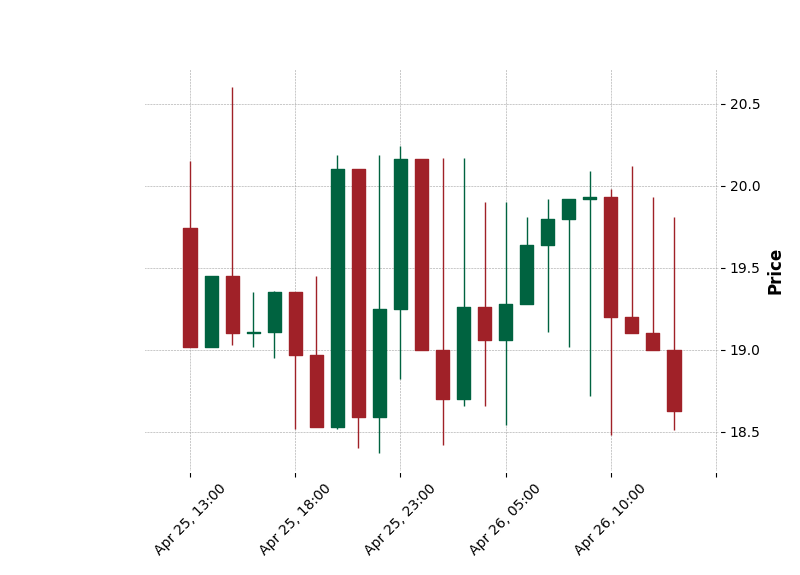 20.5
20.0
19.5
19.0
18.5
Price
Apr 25, 13:00
Apr 25, 18:00
Apr 25, 23:00
Apr 26, 05:00
Apr 26, 10:00